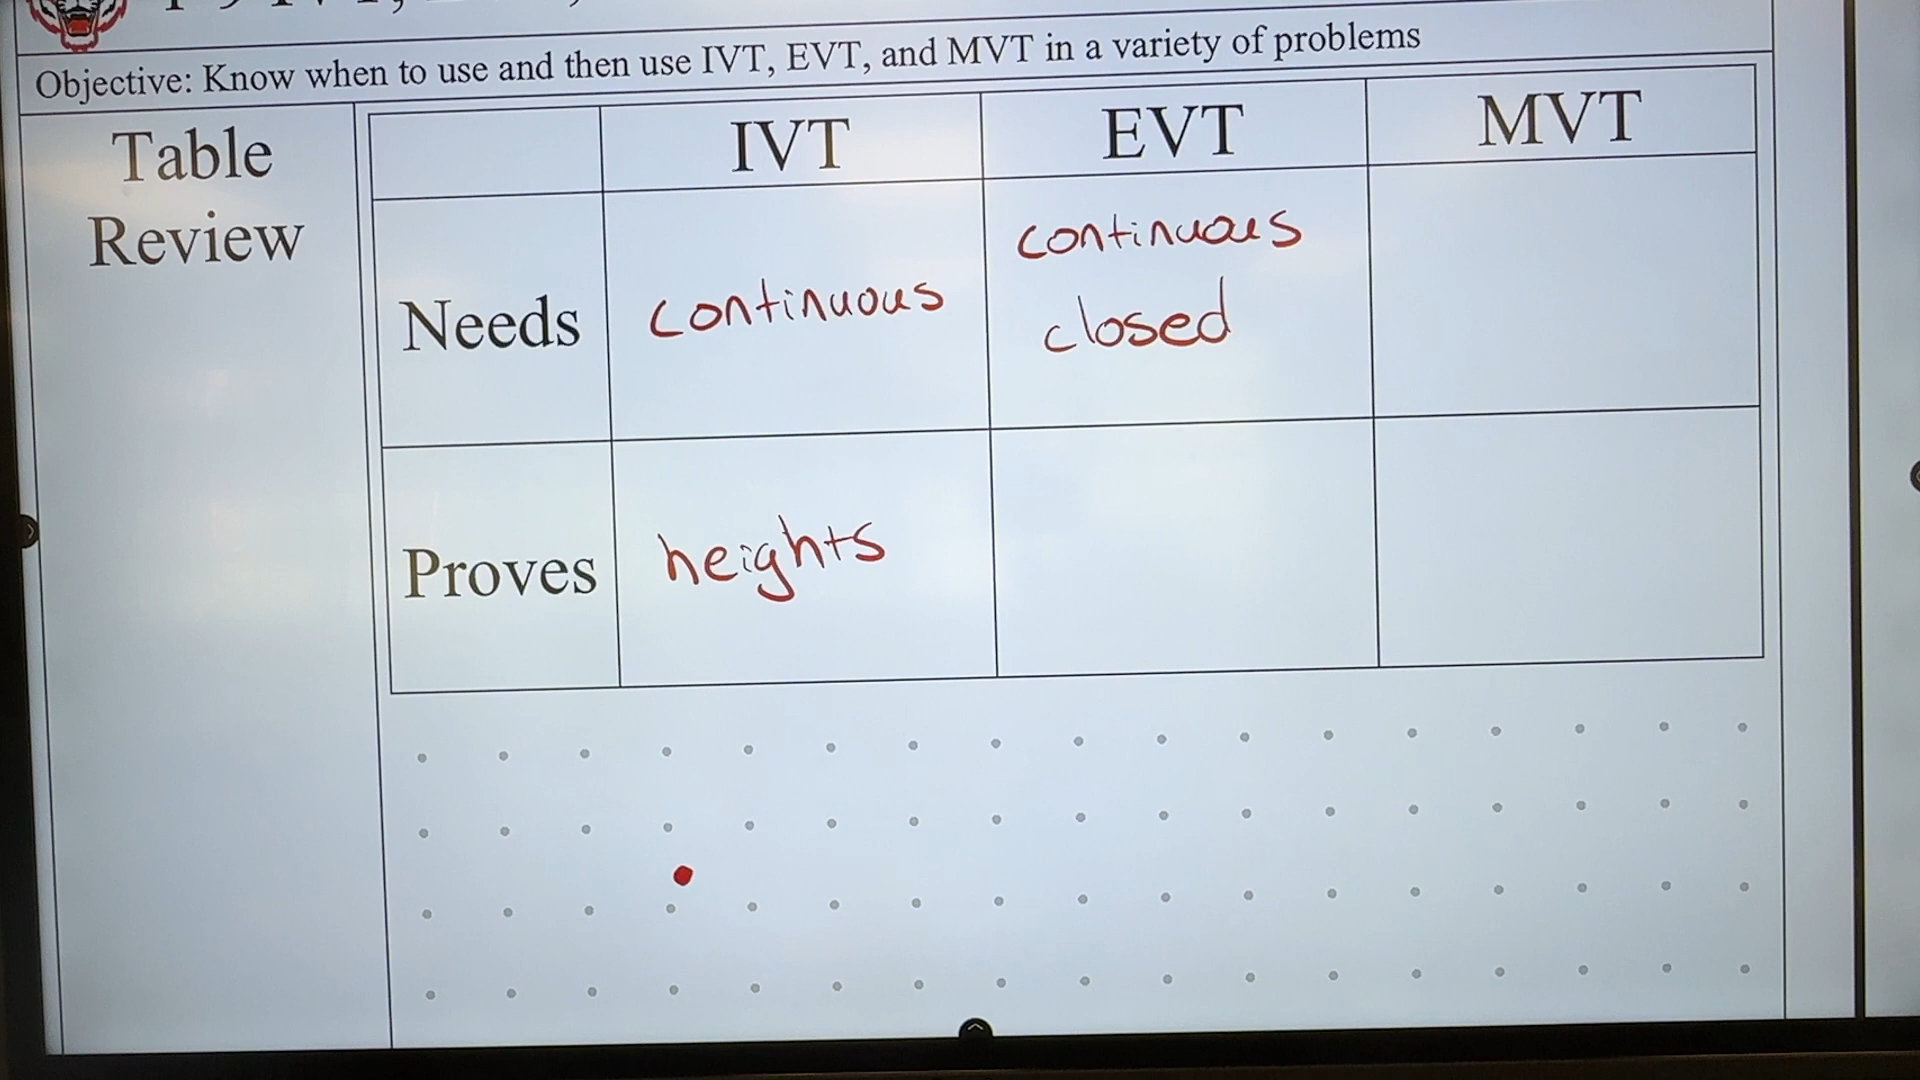 Objective: Know when to use and then use IVT, EVT, and MVT in a variety of problems
Table
Review
IVT EVT MVT
Needs
continuous
continuous
closed
Proves
heights